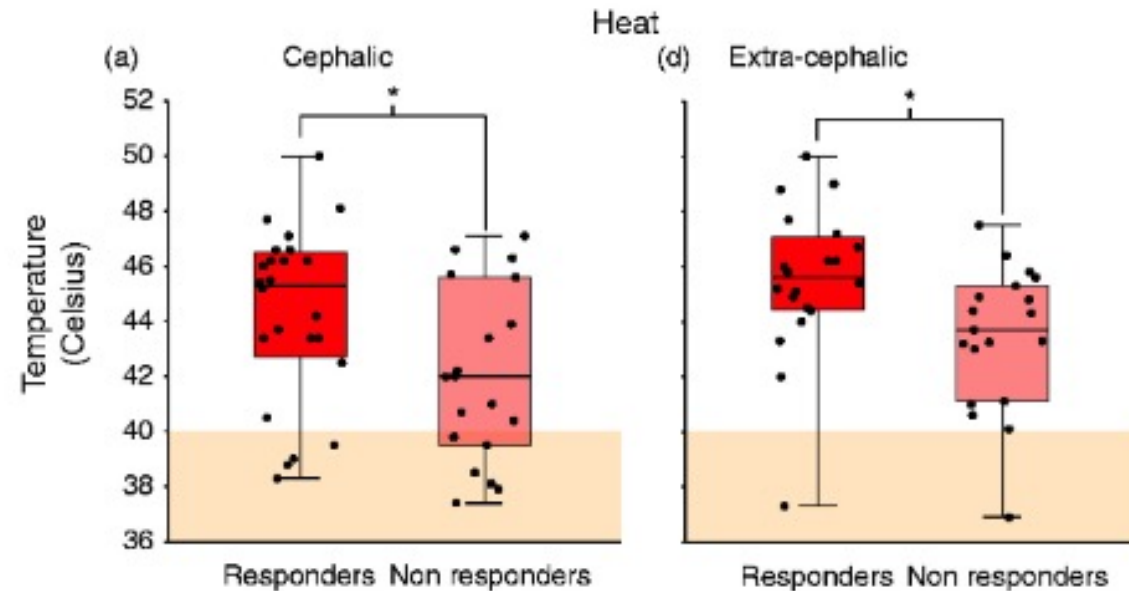 Heat
(a) Cephalic
(d) Extra-cephalic
*
*
Temperature
(Celsius)
52
50
48
46
44
42
40
38
36
Responders Non responders
Responders Non responders